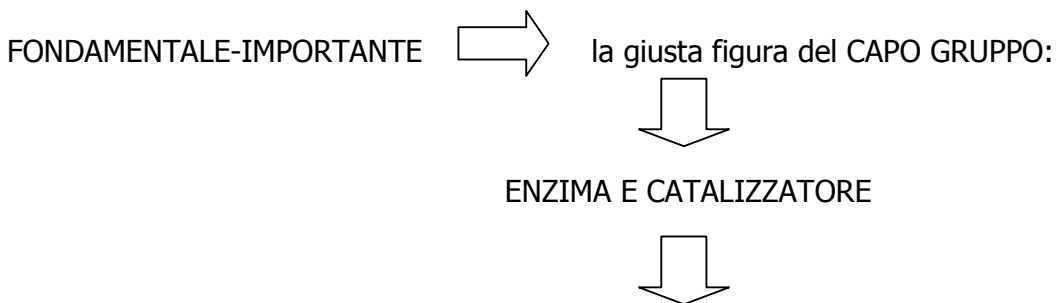 FONDAMENTALE-IMPORTANTE la giusta figura del CAPO GRUPPO:
ENZIMA E CATALIZZATORE